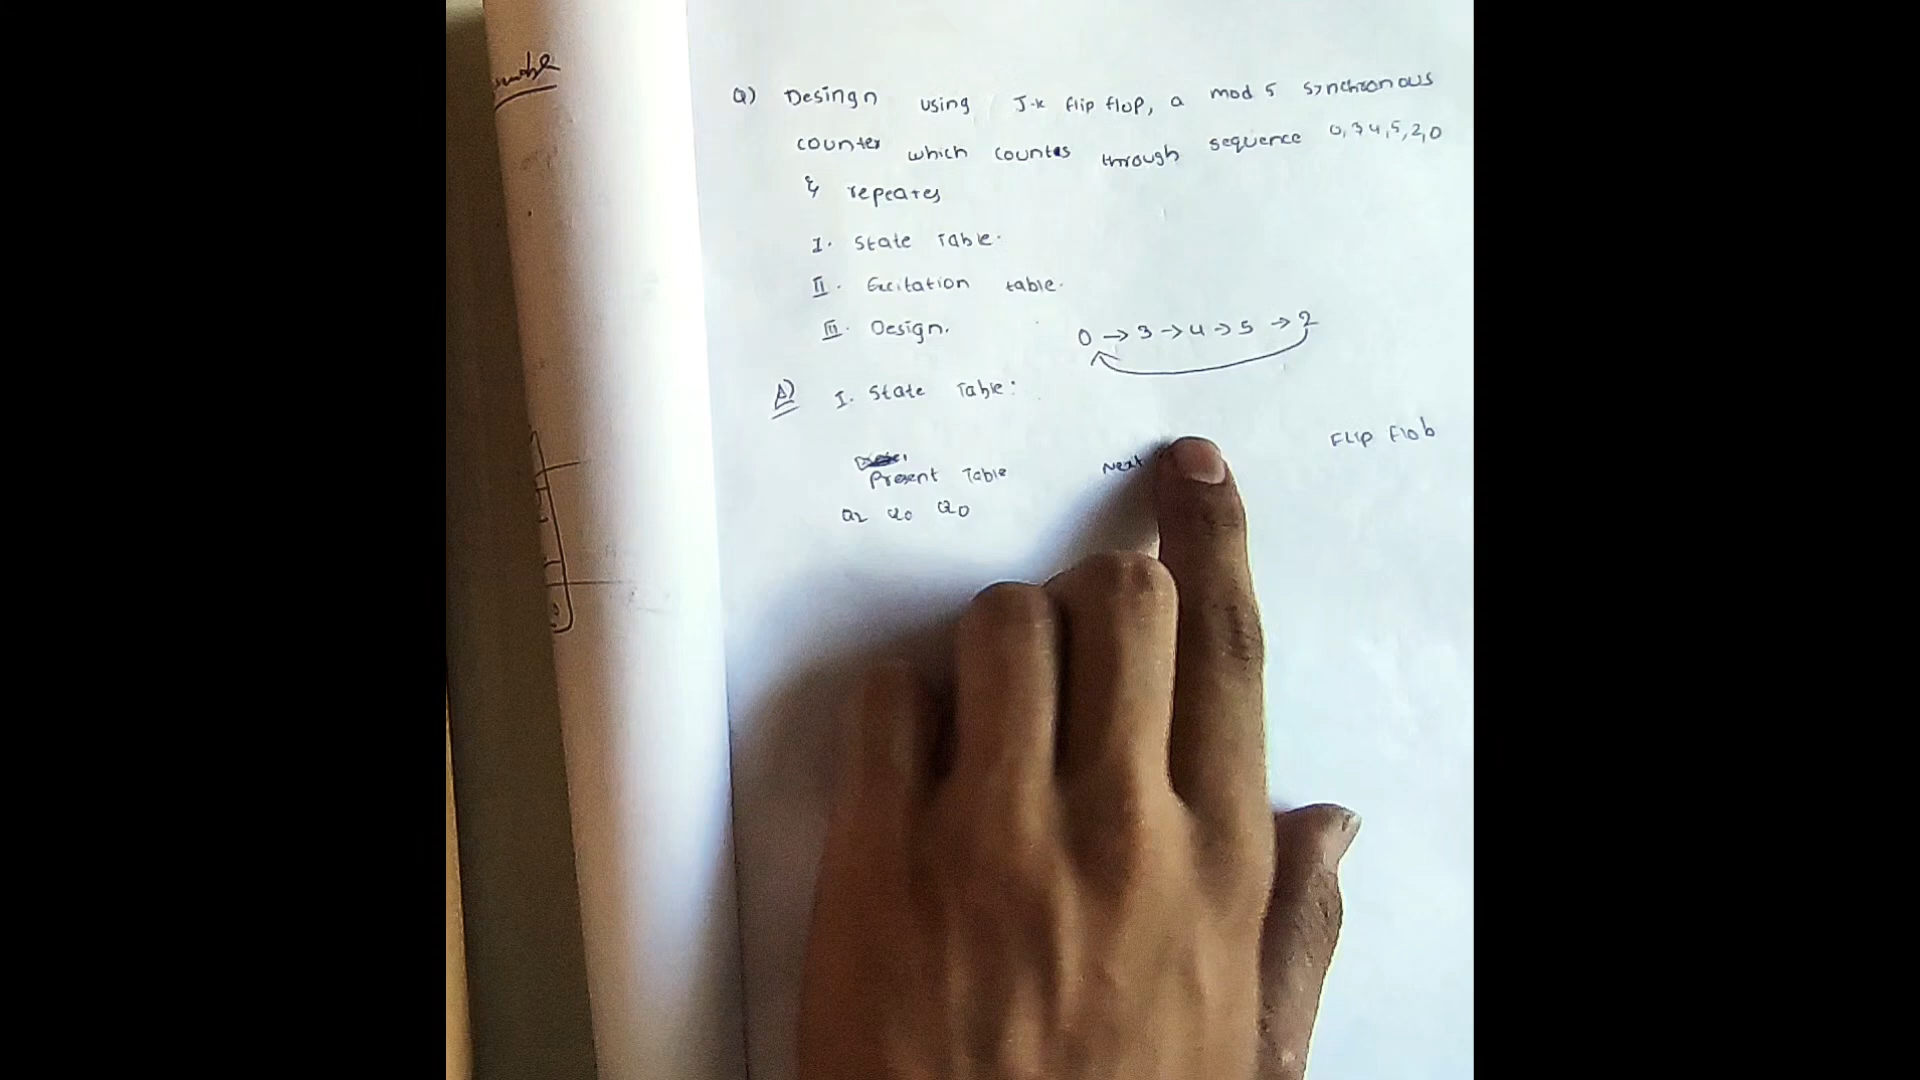 Q) Desingn using J-K flip flop, a mod 5 synchronous
counter which countes through sequence 0,3 4,5,2,0
& repeates
I. State Table.
II. Excitation table.
III. Design.
0 → 3 → 4 → 5 → 2
A) I. State Table:
Flip Flob
Present Table Next
Q2 Q0 Q0